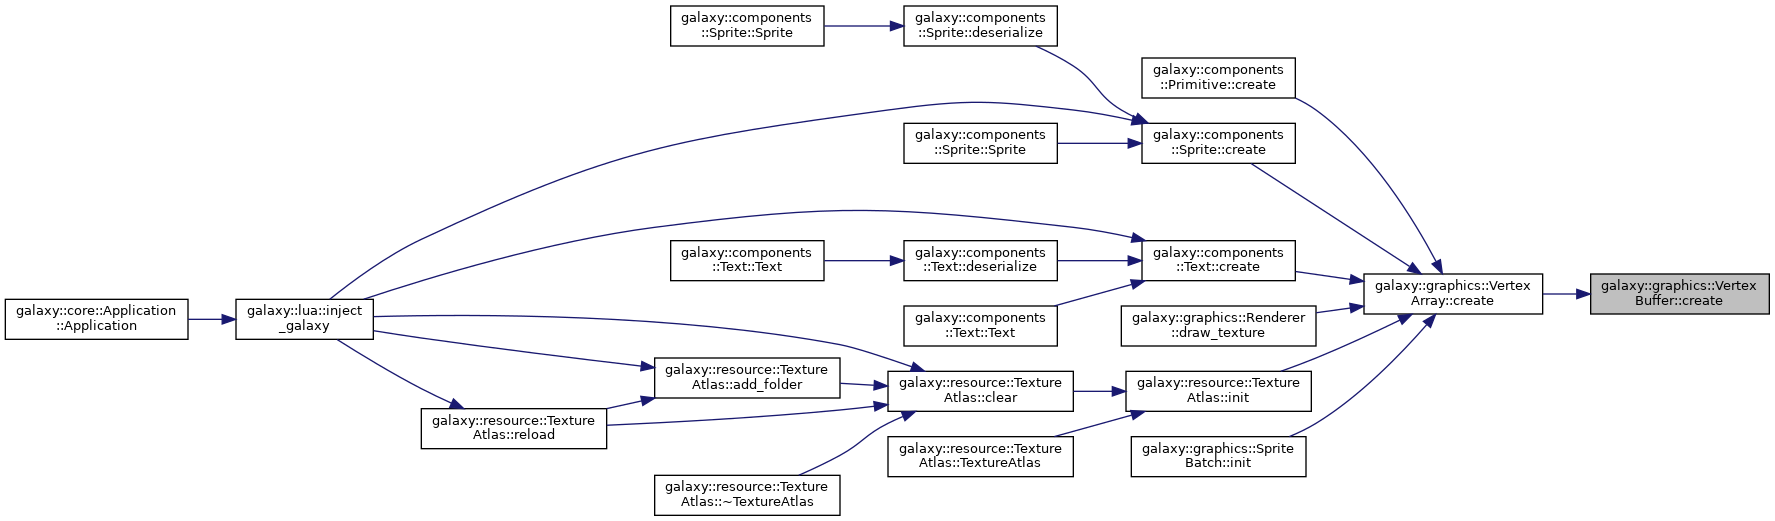 galaxy::components
::Sprite::Sprite
galaxy::components
::Sprite::deserialize
galaxy::components
::Primitive::create
galaxy::components
::Sprite::Sprite
galaxy::components
::Sprite::create
galaxy::components
::Text::Text
galaxy::components
::Text::deserialize
galaxy::components
::Text::create
galaxy::graphics::Vertex
Array::create
galaxy::graphics::Vertex
Buffer::create
galaxy::core::Application
::Application
galaxy::lua::inject
_galaxy
galaxy::components
::Text::Text
galaxy::graphics::Renderer
::draw_texture
galaxy::resource::Texture
Atlas::add_folder
galaxy::resource::Texture
Atlas::clear
galaxy::resource::Texture
Atlas::init
galaxy::resource::Texture
Atlas::reload
galaxy::resource::Texture
Atlas::TextureAtlas
galaxy::graphics::Sprite
Batch::init
galaxy::resource::Texture
Atlas::~TextureAtlas